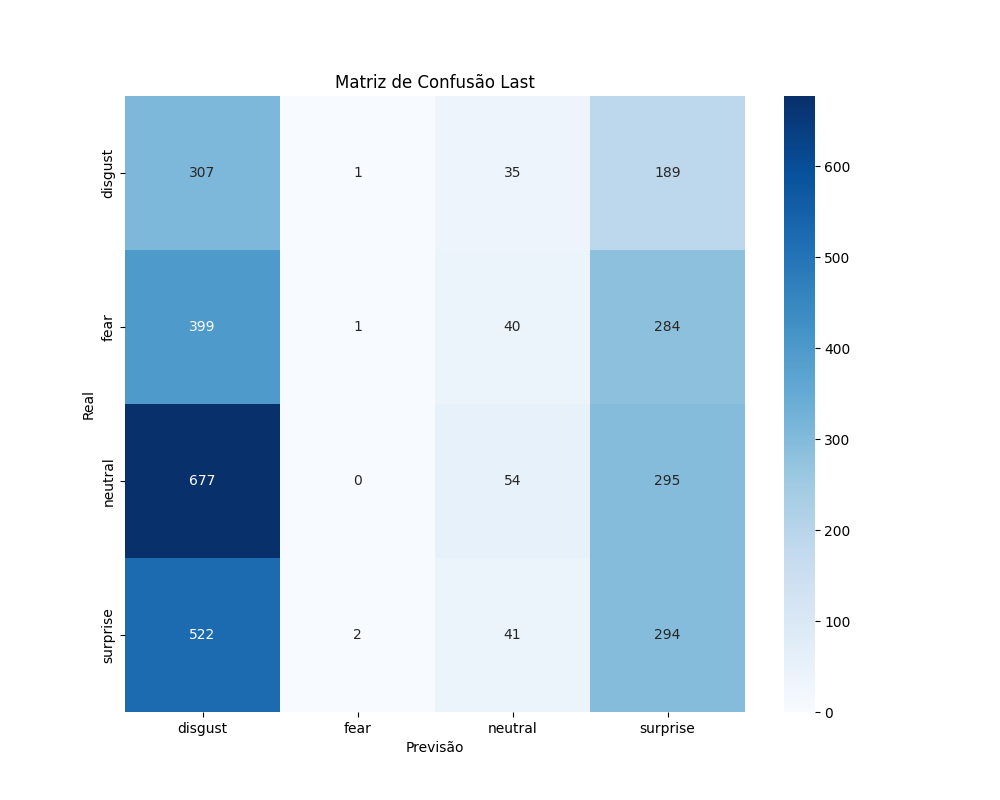 Matriz de Confusão Last
disgust 307 1 35 189
fear 399 1 40 284
neutral 677 0 54 295
surprise 522 2 41 294
Real
disgust fear neutral surprise
Previsão
600
500
400
300
200
100
0